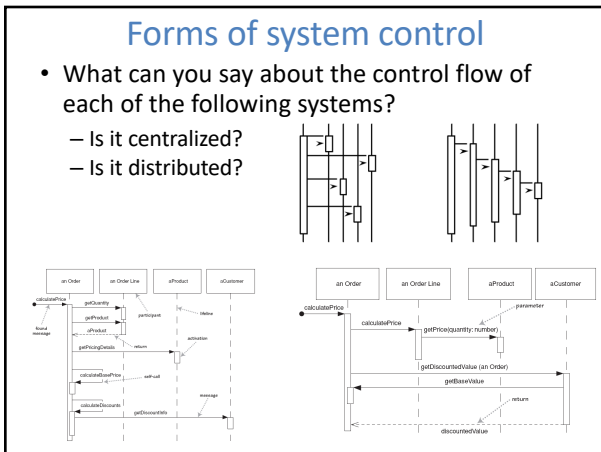 Forms of system control
• What can you say about the control flow of
each of the following systems?
– Is it centralized?
– Is it distributed?
an Order
an Order Line
aProduct
aCustomer
calculatePrice
getQuantity
getProduct
participant
lifeline
found
message
aProduct
return
activation
getPricingDetails
calculateBasePrice
self-call
message
calculateDiscounts
getDiscountInfo
an Order
an Order Line
aProduct
aCustomer
calculatePrice
parameter
calculatePrice
getPrice(quantity: number)
getDiscountedValue (an Order)
getBaseValue
return
discountedValue